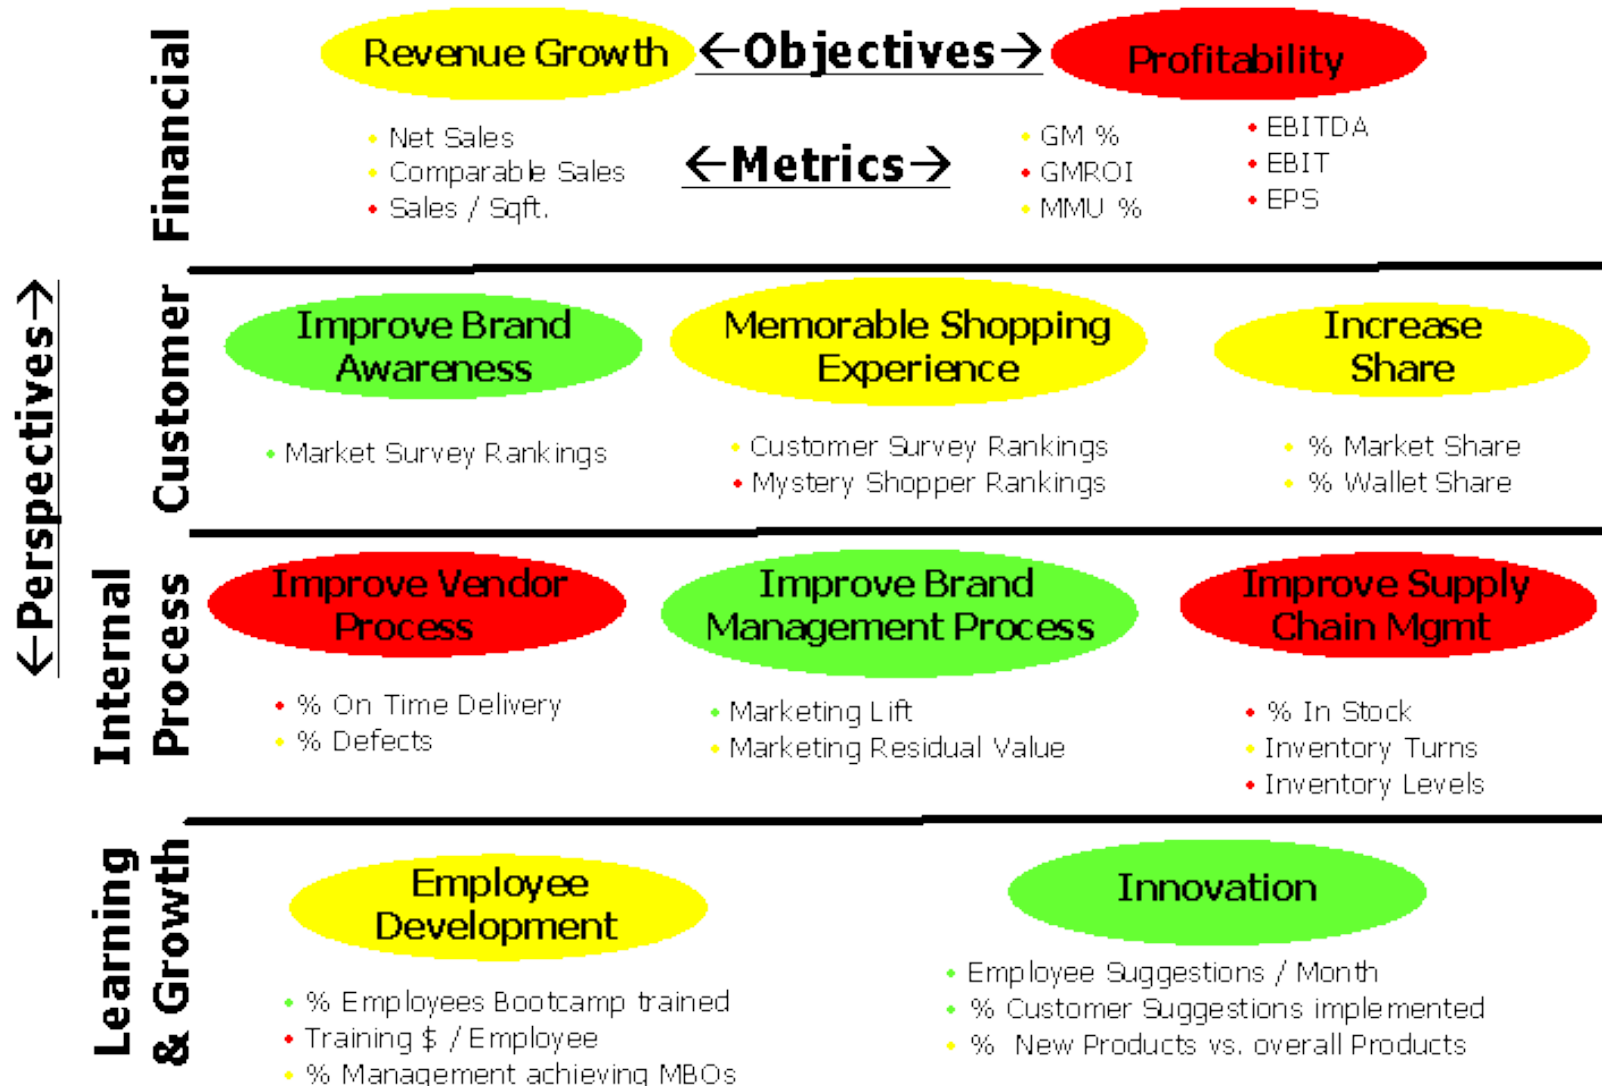 Financial
Revenue Growth
←Objectives→
Profitability
• Net Sales
• Comparable Sales
• Sales / Sqft.
←Metrics→
• GM %
• GMROI
• MMU %
• EBITDA
• EBIT
• EPS
←Perspectives→
Customer
Improve Brand
Awareness
• Market Survey Rankings
Memorable Shopping
Experience
• Customer Survey Rankings
• Mystery Shopper Rankings
Increase
Share
• % Market Share
• % Wallet Share
Internal
Process
Improve Vendor
Process
• % On Time Delivery
• % Defects
Improve Brand
Management Process
• Marketing Lift
• Marketing Residual Value
Improve Supply
Chain Mgmt
• % In Stock
• Inventory Turns
• Inventory Levels
Learning
& Growth
Employee
Development
• % Employees Bootcamp trained
• Training $ / Employee
• % Management achieving MBOs
Innovation
• Employee Suggestions / Month
• % Customer Suggestions implemented
• % New Products vs. overall Products